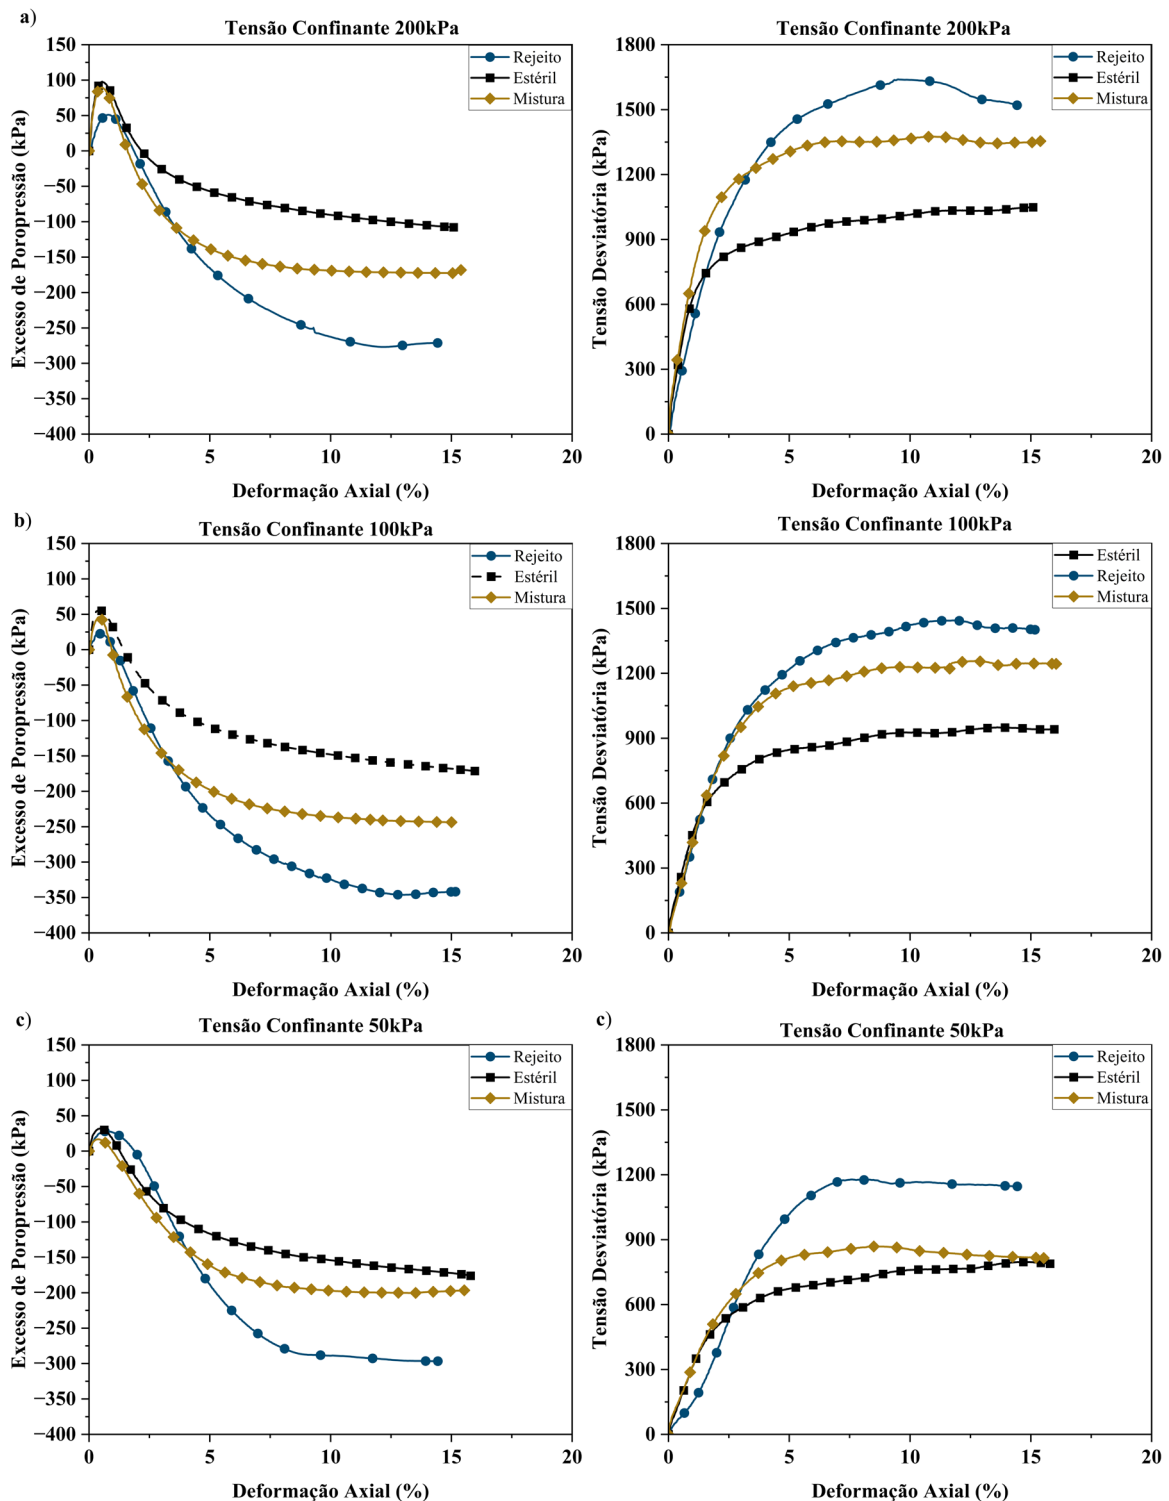 a)
Tensão Confinante 200kPa
Excesso de Poropressão (kPa)
150
100
50
0
−50
−100
−150
−200
−250
−300
−350
−400
0 5 10 15 20
Deformação Axial (%)
Rejeito
Estéril
Mistura
Tensão Confinante 200kPa
Tensão Desviatória (kPa)
1800
1500
1200
900
600
300
0
0 5 10 15 20
Deformação Axial (%)
Rejeito
Estéril
Mistura
b)
Tensão Confinante 100kPa
Excesso de Poropressão (kPa)
150
100
50
0
−50
−100
−150
−200
−250
−300
−350
−400
0 5 10 15 20
Deformação Axial (%)
Rejeito
Estéril
Mistura
Tensão Confinante 100kPa
Tensão Desviatória (kPa)
1800
1500
1200
900
600
300
0
0 5 10 15 20
Deformação Axial (%)
Estéril
Rejeito
Mistura
c)
Tensão Confinante 50kPa
Excesso de Poropressão (kPa)
150
100
50
0
−50
−100
−150
−200
−250
−300
−350
−400
0 5 10 15 20
Deformação Axial (%)
Rejeito
Estéril
Mistura
c)
Tensão Confinante 50kPa
Tensão Desviatória (kPa)
1800
1500
1200
900
600
300
0
0 5 10 15 20
Deformação Axial (%)
Rejeito
Estéril
Mistura